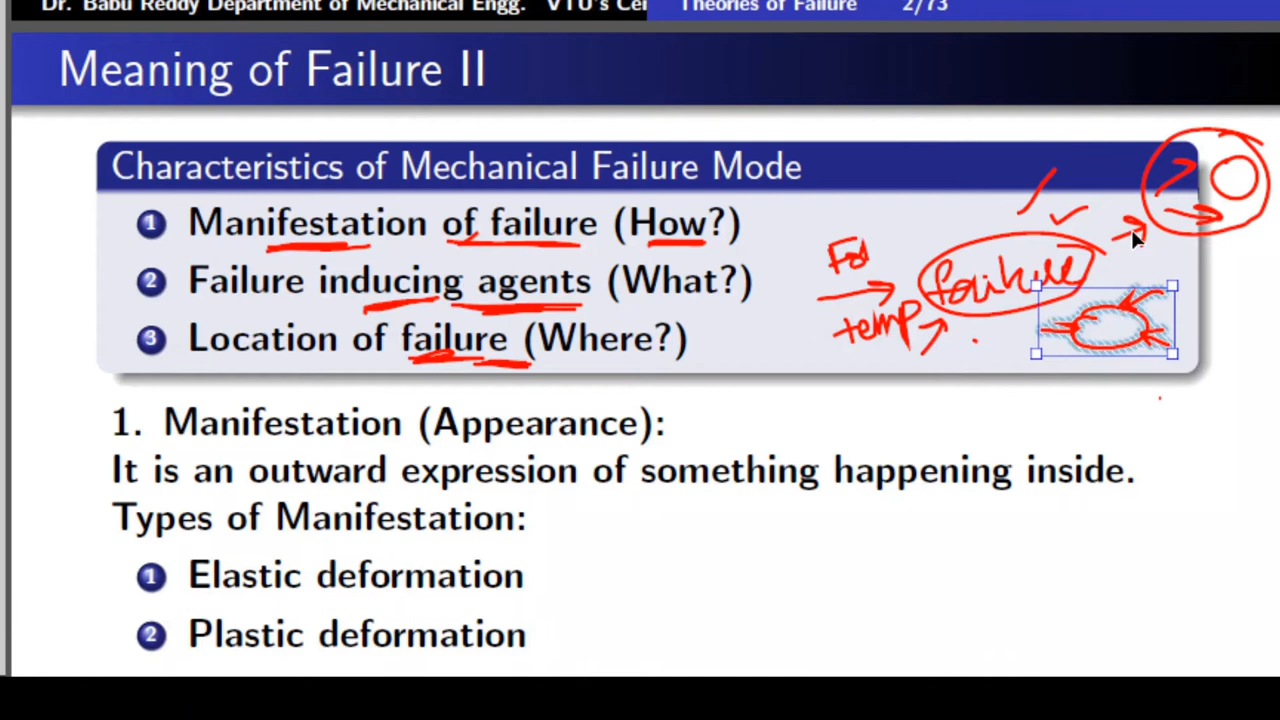 Dr. Babu Reddy Department of Mechanical Engg. VTU's Cen
Theories of Failure 2/73
Meaning of Failure II
Characteristics of Mechanical Failure Mode
1 Manifestation of failure (How?)
2 Failure inducing agents (What?)
3 Location of failure (Where?)
failure
temp
1. Manifestation (Appearance):
It is an outward expression of something happening inside.
Types of Manifestation:
1 Elastic deformation
2 Plastic deformation